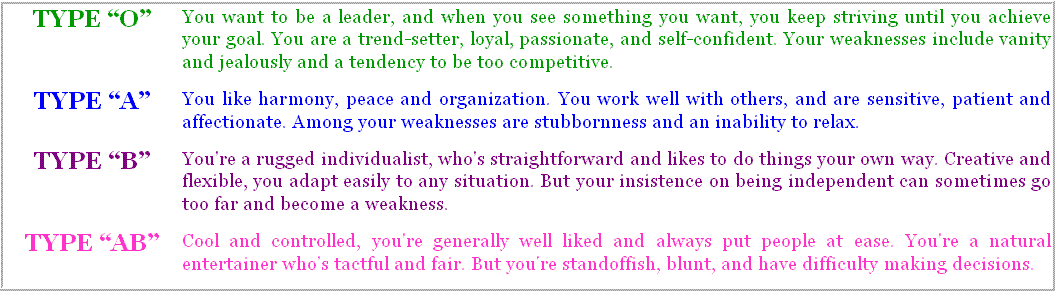 TYPE “O” You want to be a leader, and when you see something you want, you keep striving until you achieve
your goal. You are a trend-setter, loyal, passionate, and self-confident. Your weaknesses include vanity
and jealously and a tendency to be too competitive.
TYPE “A” You like harmony, peace and organization. You work well with others, and are sensitive, patient and
affectionate. Among your weaknesses are stubbornness and an inability to relax.
TYPE “B” You're a rugged individualist, who's straightforward and likes to do things your own way. Creative and
flexible, you adapt easily to any situation. But your insistence on being independent can sometimes go
too far and become a weakness.
TYPE “AB” Cool and controlled, you're generally well liked and always put people at ease. You're a natural
entertainer who's tactful and fair. But you're standoffish, blunt, and have difficulty making decisions.